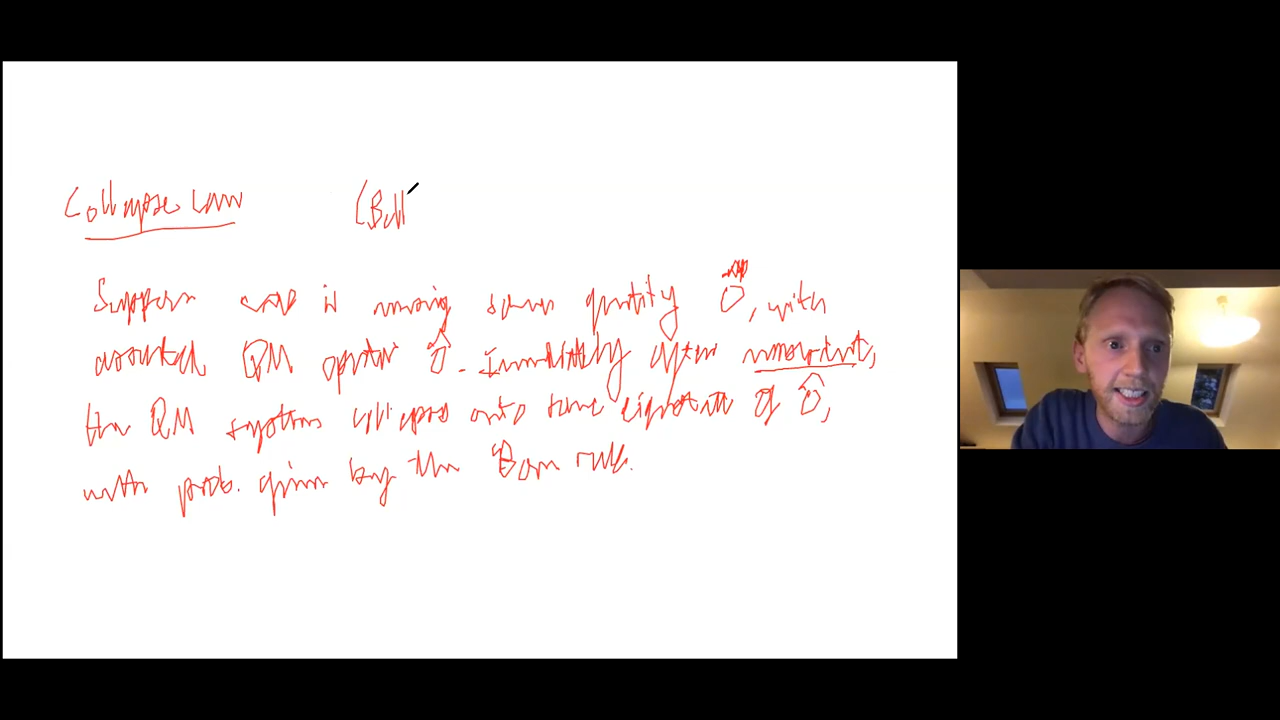 Collapse Law (Bell
Suppose one is measuring some quantity O, with
associated QM operator Ô. Immediately after measurement,
the QM system collapses onto some eigenstate of Ô,
with prob. given by the Born rule.